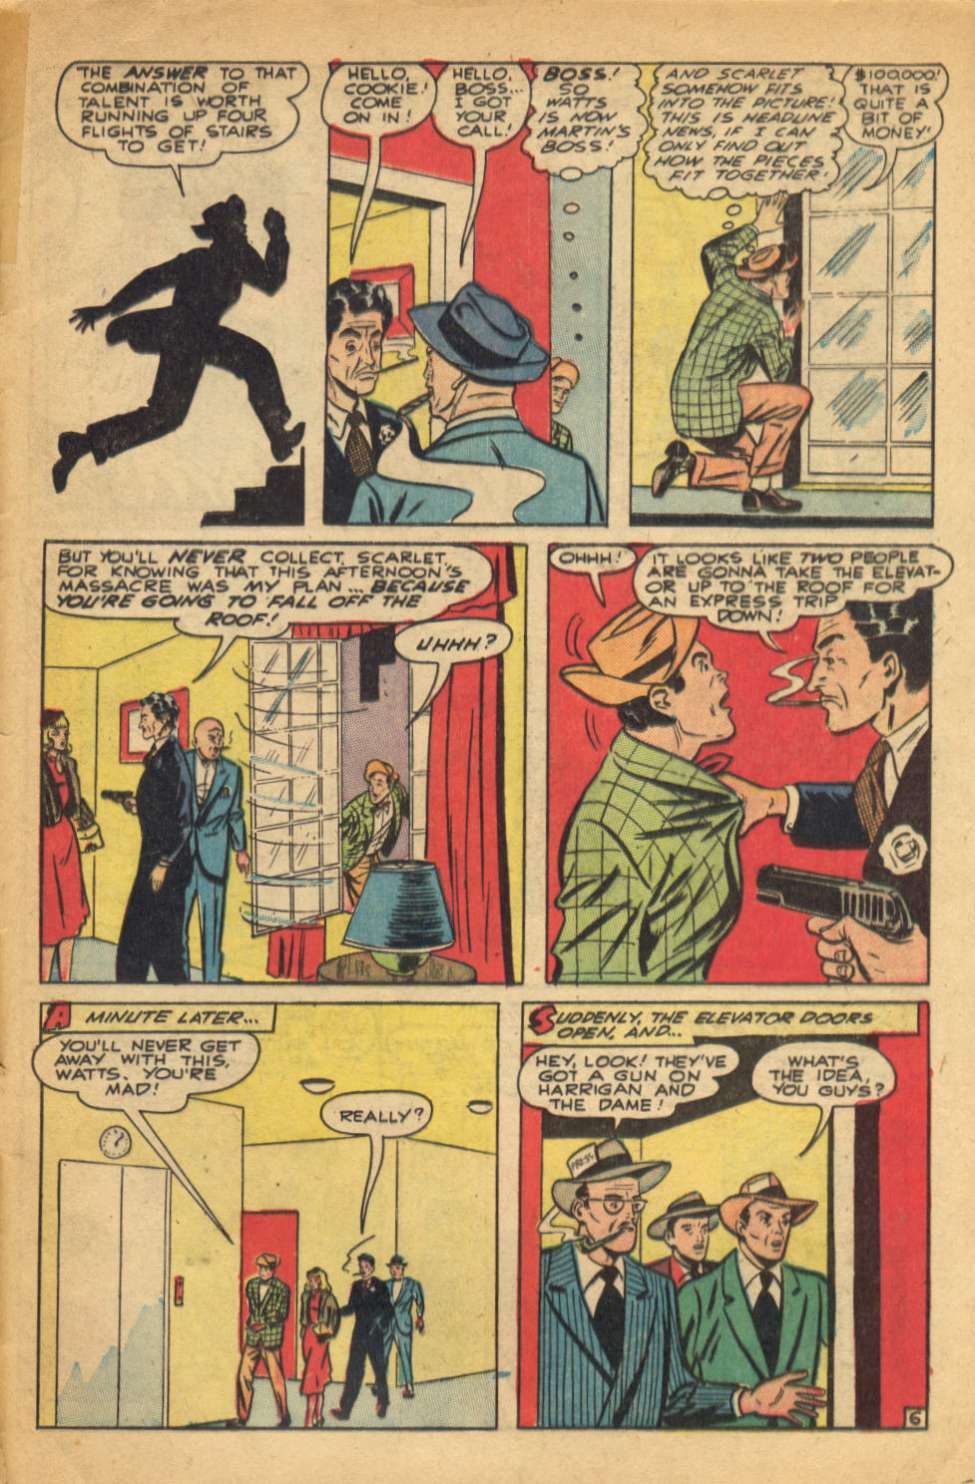 "THE ANSWER TO THAT
COMBINATION OF
TALENT IS WORTH
RUNNING UP FOUR
FLIGHTS OF STAIRS
TO GET!
HELLO,
COOKIE!
COME
ON IN!
HELLO,
BOSS...
I GOT
YOUR
CALL!
BOSS!
SO
WATTS
IS NOW
MARTIN'S
BOSS!
AND SCARLET
SOMEHOW FITS
INTO THE PICTURE!
THIS IS HEADLINE
NEWS, IF I CAN
ONLY FIND OUT
HOW THE PIECES
FIT TOGETHER!
$100,000!
THAT IS
QUITE A
BIT OF
MONEY!
BUT YOU'LL NEVER COLLECT, SCARLET,
FOR KNOWING THAT THIS AFTERNOON'S
MASSACRE WAS MY PLAN... BECAUSE
YOU'RE GOING TO FALL OFF THE
ROOF!
UHHH?
OHHH!
IT LOOKS LIKE TWO PEOPLE
ARE GONNA TAKE THE ELEVAT-
OR UP TO THE ROOF FOR
AN EXPRESS TRIP
DOWN!
A MINUTE LATER...
YOU'LL NEVER GET
AWAY WITH THIS,
WATTS. YOU'RE
MAD!
REALLY?
SUDDENLY, THE ELEVATOR DOORS
OPEN, AND...
HEY, LOOK! THEY'VE
GOT A GUN ON
HARRIGAN AND
THE DAME!
WHAT'S
THE IDEA,
YOU GUYS?
PRESS
6